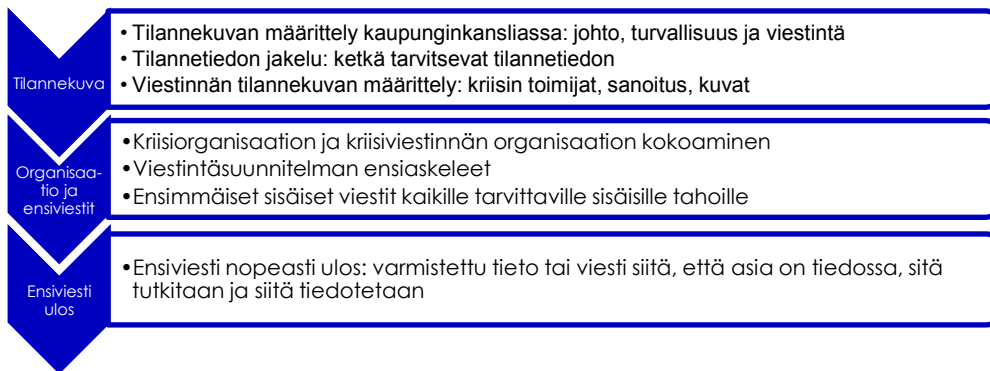 Tilannekuva
• Tilannekuvan määrittely kaupunginkansliassa: johto, turvallisuus ja viestintä
• Tilannetiedon jakelu: ketkä tarvitsevat tilannetiedon
• Viestinnän tilannekuvan määrittely: kriisin toimijat, sanoitus, kuvat
Organisaa-
tio ja
ensiviestit
•Kriisiorganisaation ja kriisiviestinnän organisaation kokoaminen
•Viestintäsuunnitelman ensiaskeleet
•Ensimmäiset sisäiset viestit kaikille tarvittaville sisäisille tahoille
Ensiviesti
ulos
•Ensiviesti nopeasti ulos: varmistettu tieto tai viesti siitä, että asia on tiedossa, sitä
tutkitaan ja siitä tiedotetaan